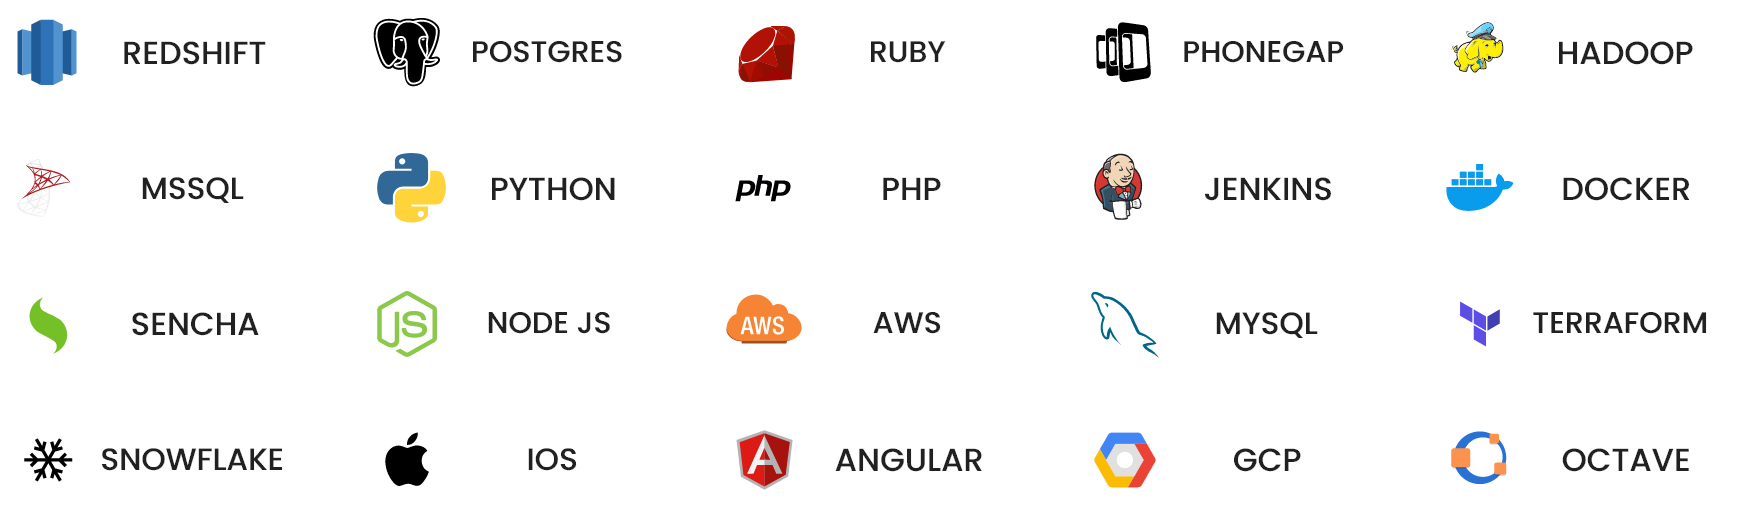 REDSHIFT
POSTGRES
RUBY
PHONEGAP
HADOOP
MSSQL
PYTHON
php
PHP
JENKINS
DOCKER
SENCHA
JS
NODE JS
AWS
AWS
MYSQL
TERRAFORM
SNOWFLAKE
IOS
A
ANGULAR
GCP
OCTAVE